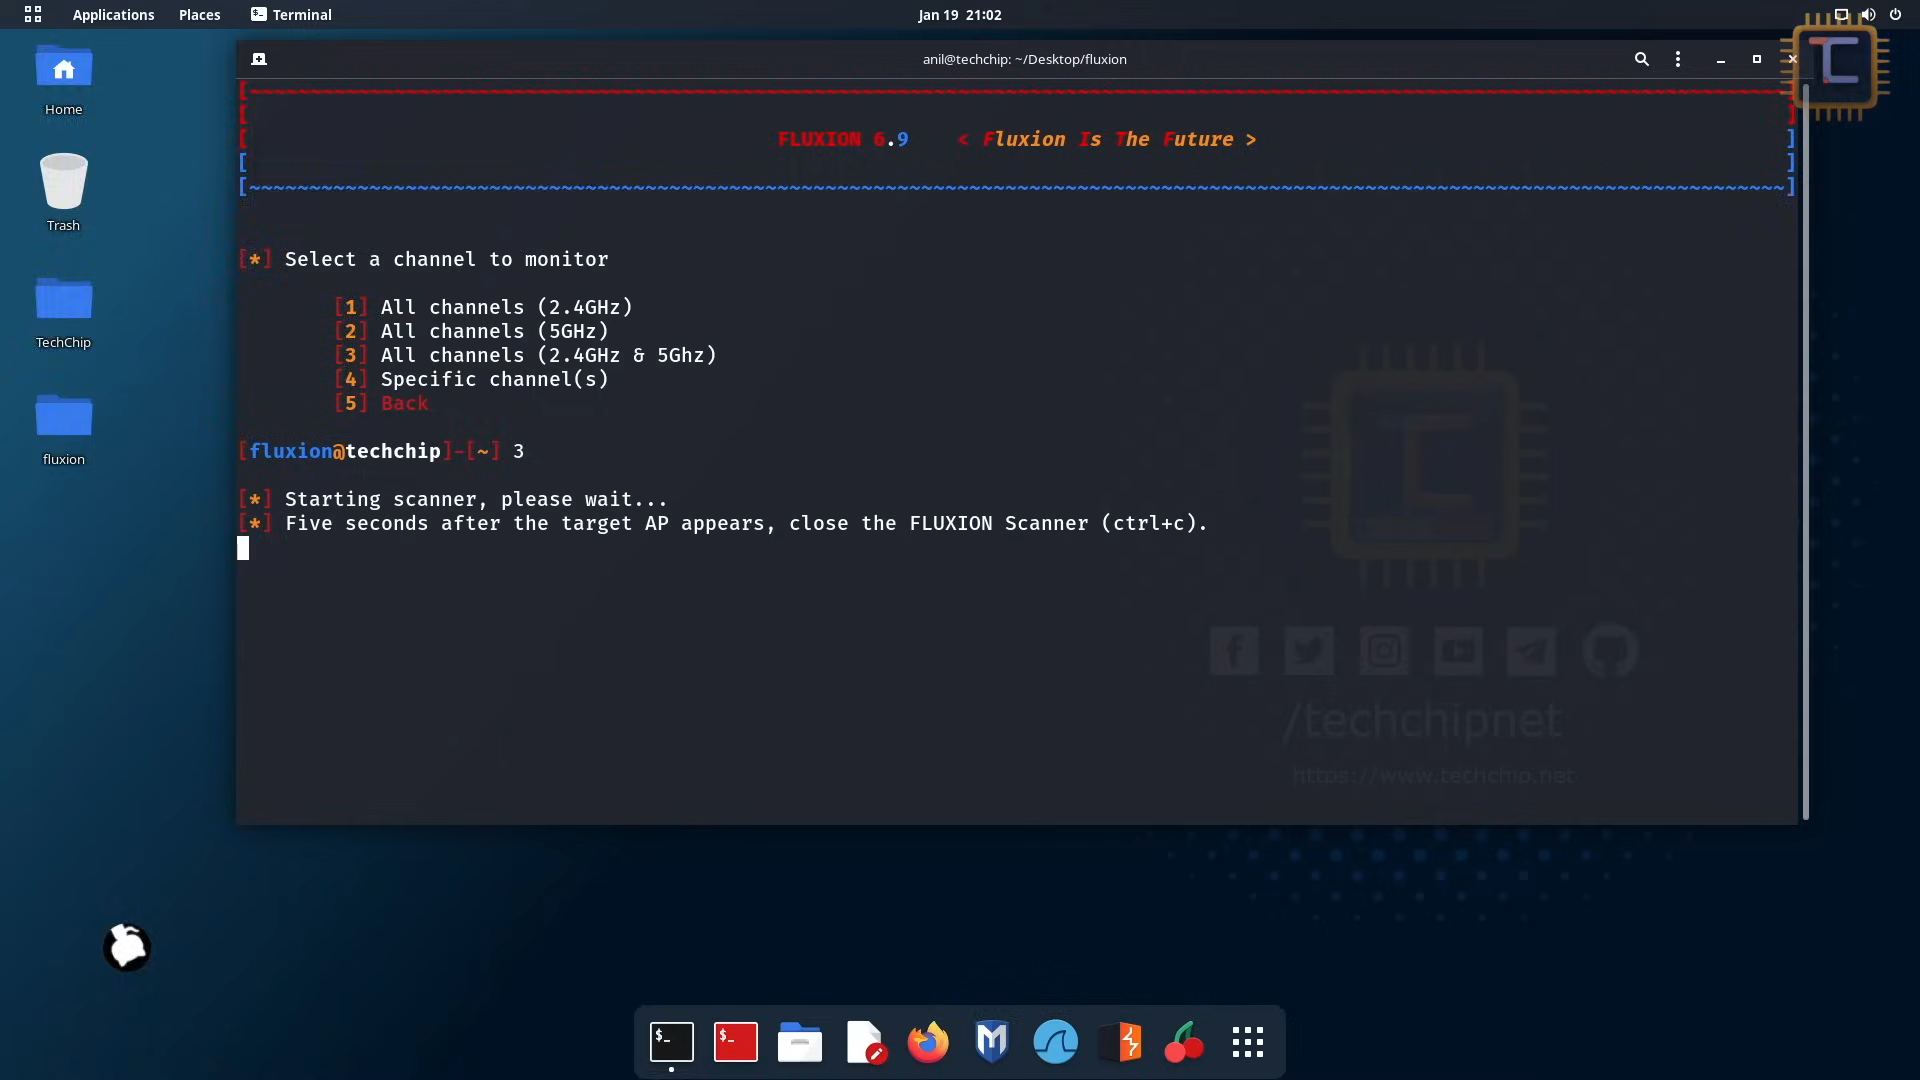 Applications Places Terminal Jan 19 21:02
anil@techchip: ~/Desktop/fluxion
Home
Trash
TechChip
fluxion
FLUXION 6.9 < Fluxion Is The Future >
[*] Select a channel to monitor
[1] All channels (2.4GHz)
[2] All channels (5GHz)
[3] All channels (2.4GHz & 5Ghz)
[4] Specific channel(s)
[5] Back
[fluxion@techchip]-[~] 3
[*] Starting scanner, please wait...
[*] Five seconds after the target AP appears, close the FLUXION Scanner (ctrl+c).
/techchipnet
https://www.techchip.net